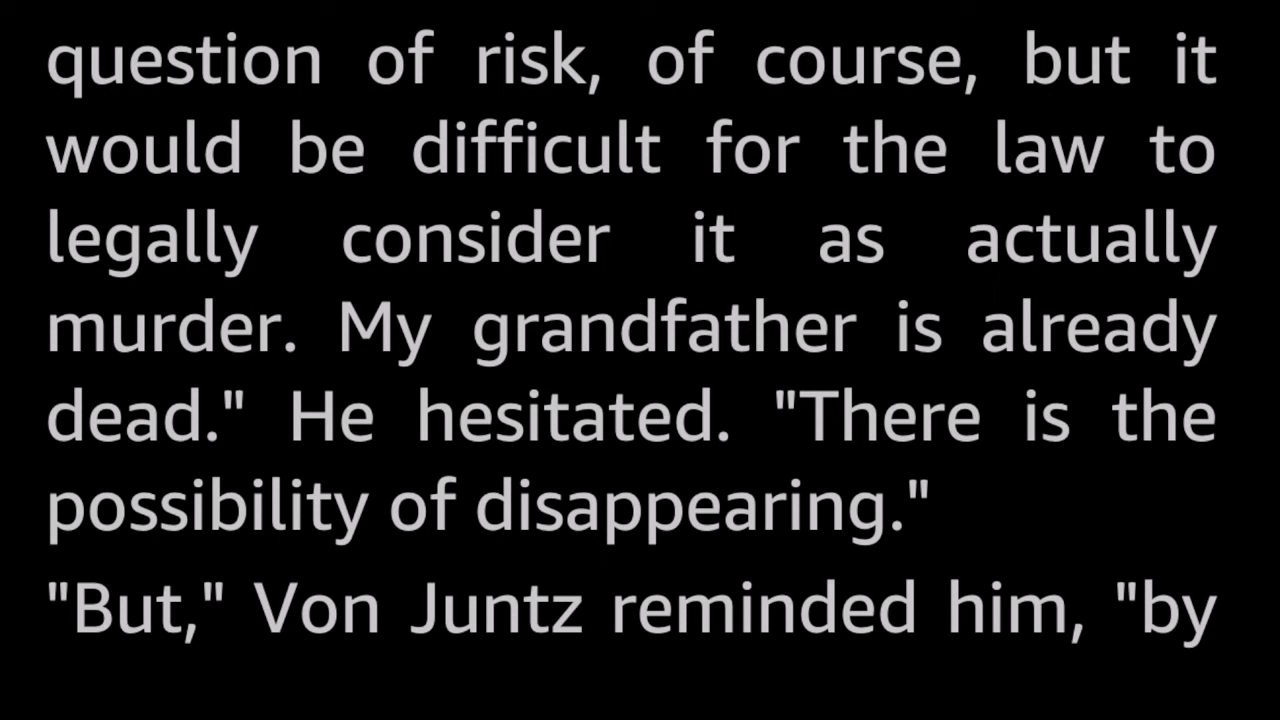 question of risk, of course, but it
would be difficult for the law to
legally consider it as actually
murder. My grandfather is already
dead." He hesitated. "There is the
possibility of disappearing."
"But," Von Juntz reminded him, "by